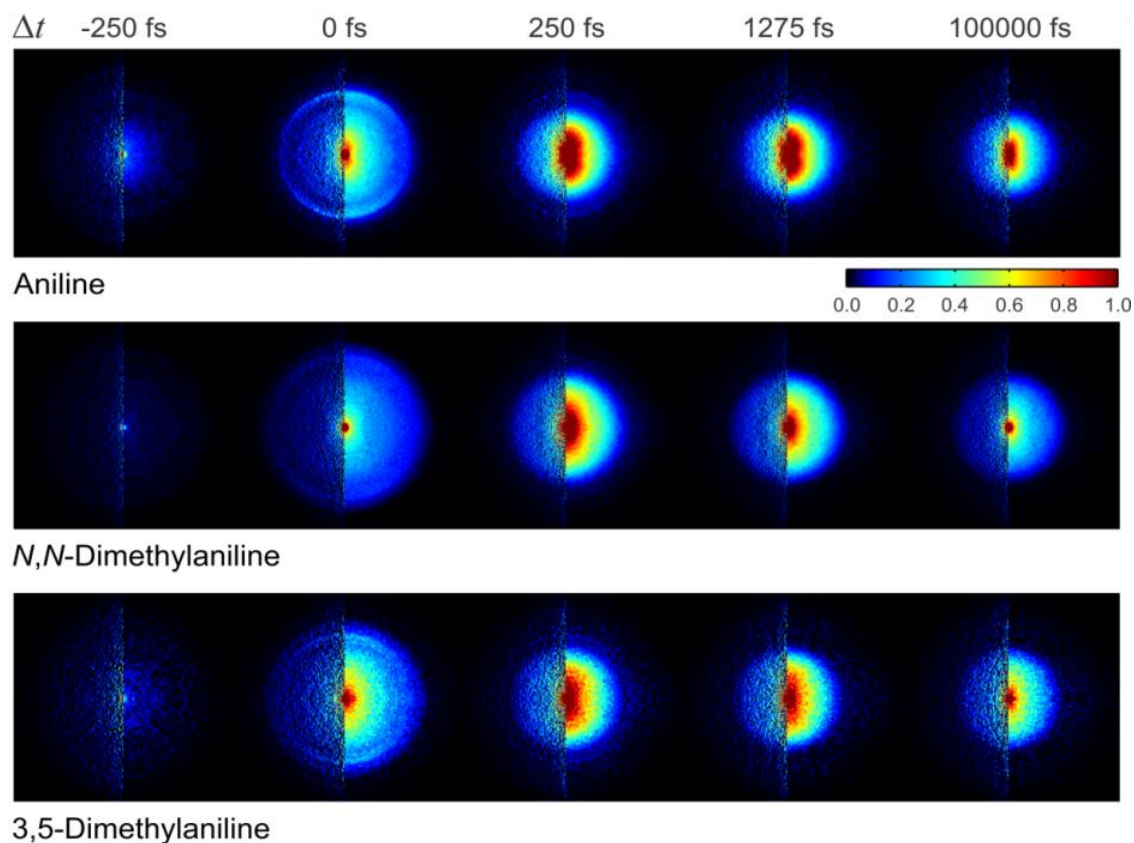 Δt -250 fs 0 fs 250 fs 1275 fs 100000 fs
Aniline
0.0 0.2 0.4 0.6 0.8 1.0
N,N-Dimethylaniline
3,5-Dimethylaniline